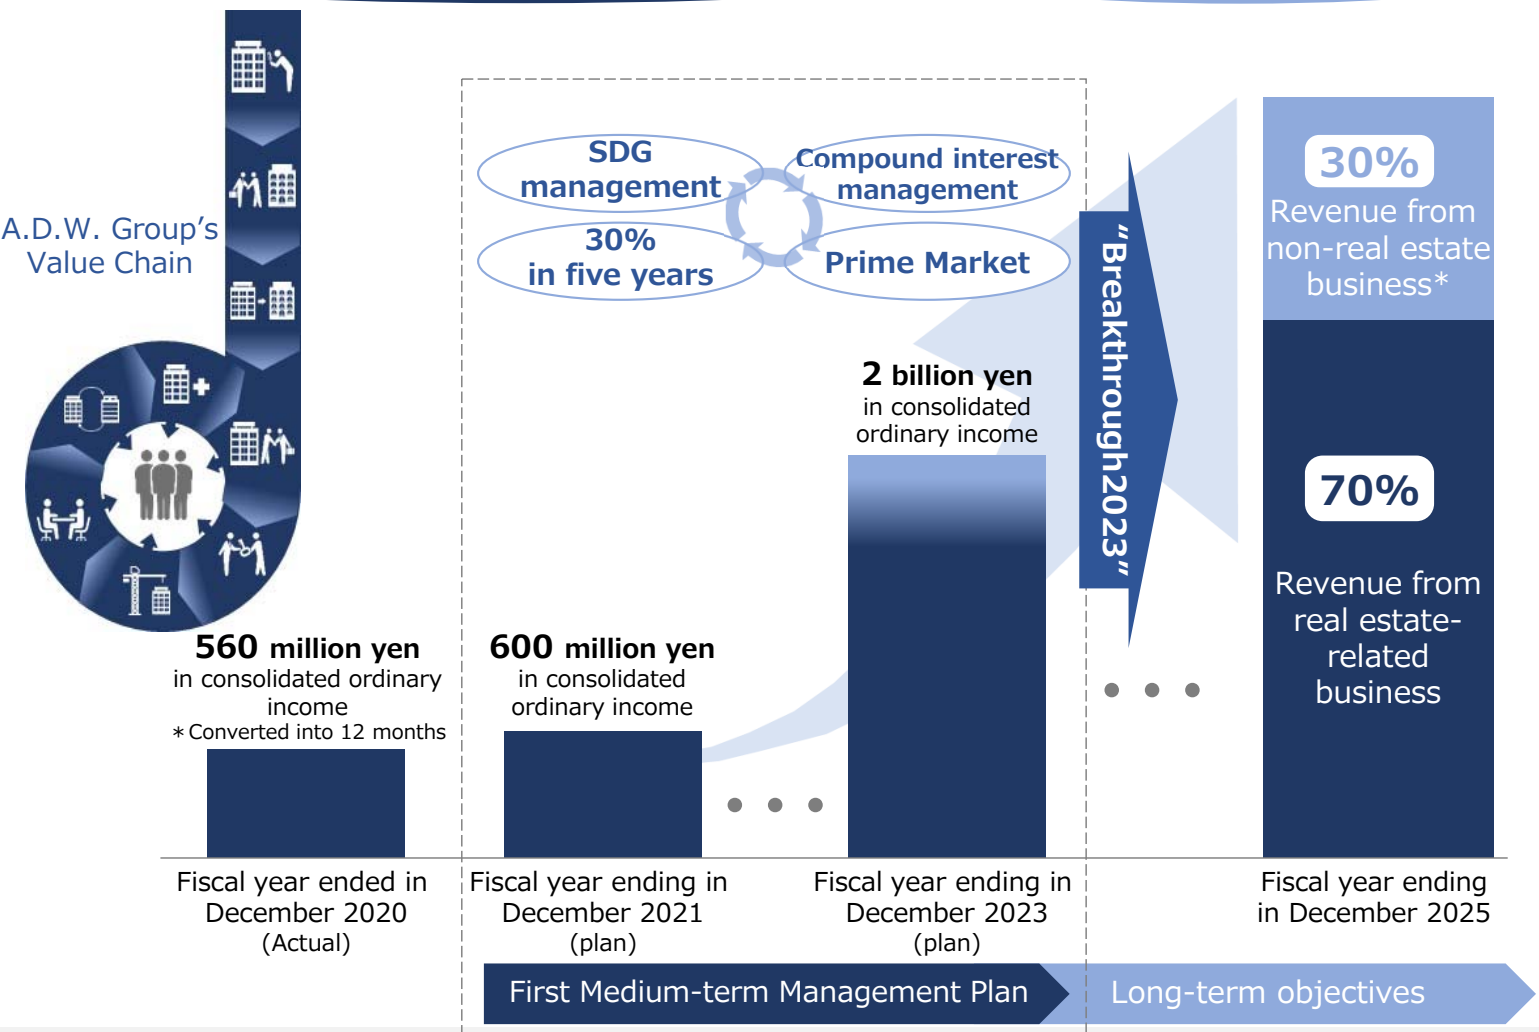 A.D.W. Group’s
Value Chain
SDG
management
Compound interest
management
30%
in five years
Prime Market
“Breakthrough2023”
30%
Revenue from
non-real estate
business*
70%
Revenue from
real estate-
related
business
560 million yen
in consolidated ordinary
income
*Converted into 12 months
600 million yen
in consolidated
ordinary income
2 billion yen
in consolidated
ordinary income
Fiscal year ended in
December 2020
(Actual)
Fiscal year ending in
December 2021
(plan)
Fiscal year ending in
December 2023
(plan)
Fiscal year ending
in December 2025
First Medium-term Management Plan
Long-term objectives